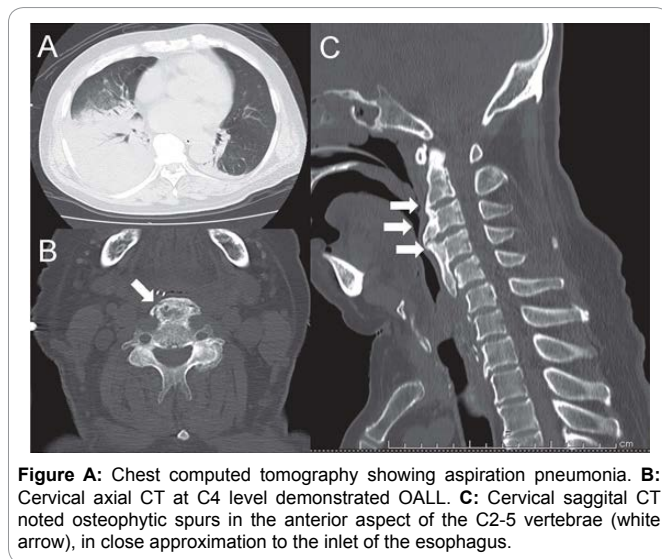 A
C
B
cm
Figure A: Chest computed tomography showing aspiration pneumonia. B:
Cervical axial CT at C4 level demonstrated OALL. C: Cervical saggital CT
noted osteophytic spurs in the anterior aspect of the C2-5 vertebrae (white
arrow), in close approximation to the inlet of the esophagus.